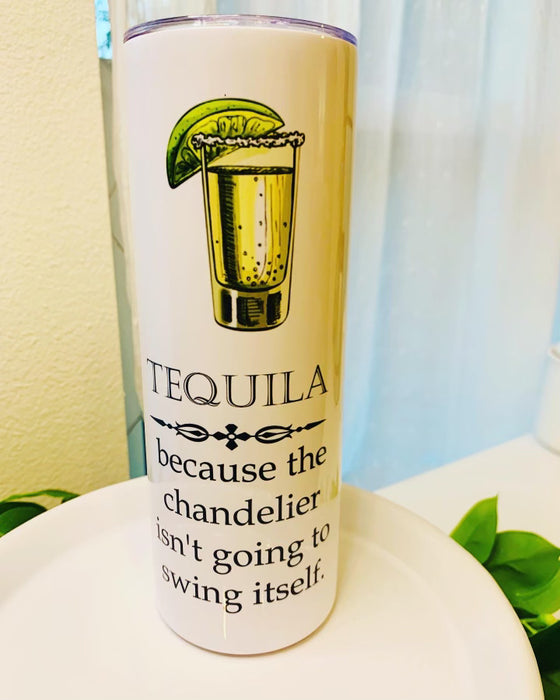 TEQUILA
because the
chandelier
isn't going to
swing itself.